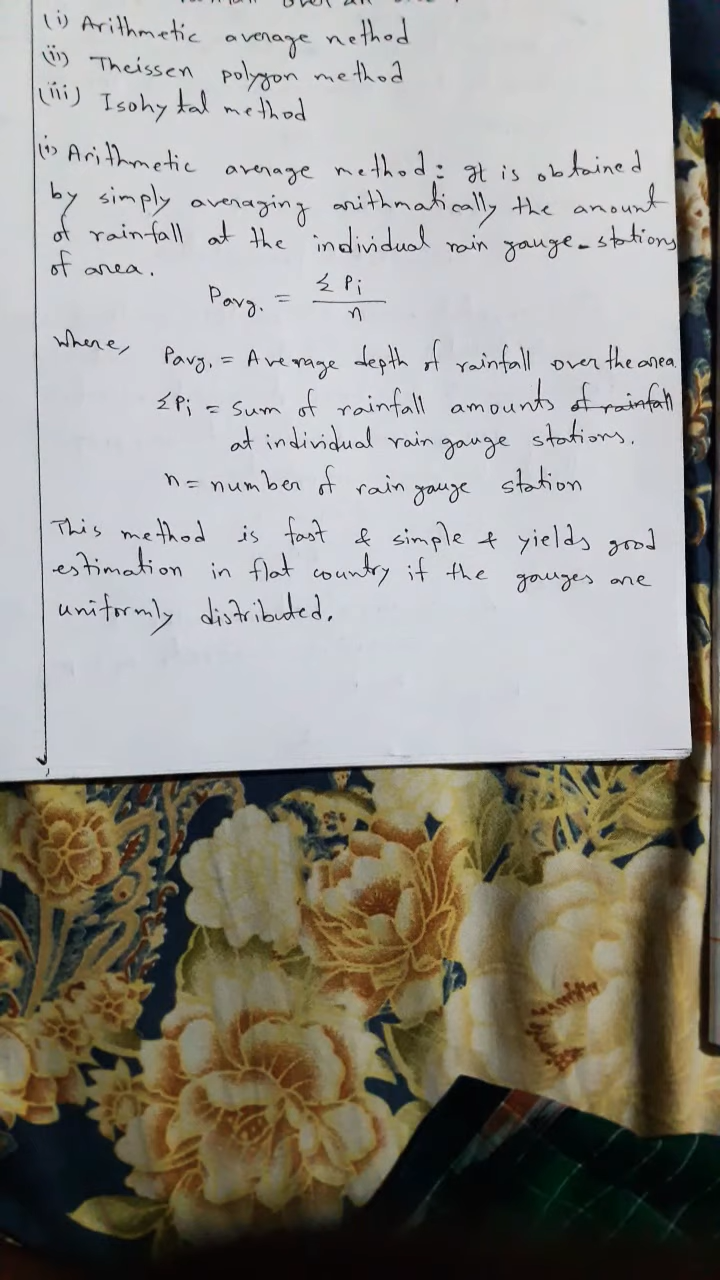 (i) Arithmetic average nethod
(ii) Theissen polygon method
(iii) Isohytal method
(i) Arithmetic average method: It is obtained
by simply averaging arithmatically the amount
of rainfall at the individual rain gauge-stations
of area.
Pavg. = ΣPi / n
Where,
Pavg. = Average depth of rainfall over the area.
ΣPi = Sum of rainfall amounts of rainfall
at individual rain gauge stations.
n = number of rain gauge station
This method is fast & simple & yields good
estimation in flat country if the gauges are
uniformly distributed.